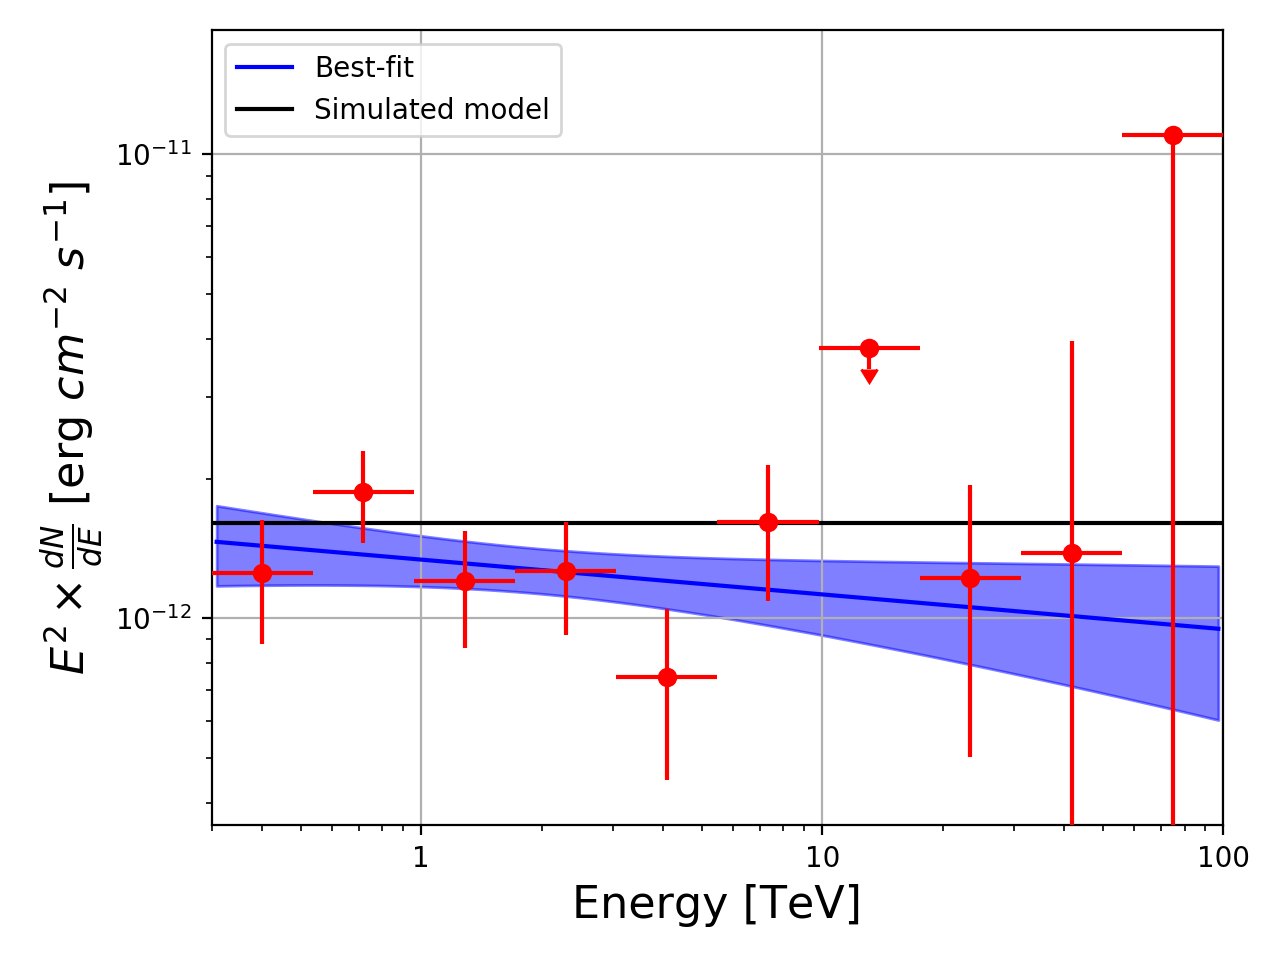 Best-fit
Simulated model
10⁻¹¹
10⁻¹²
E² × dN/dE [erg cm⁻² s⁻¹]
1
10
100
Energy [TeV]